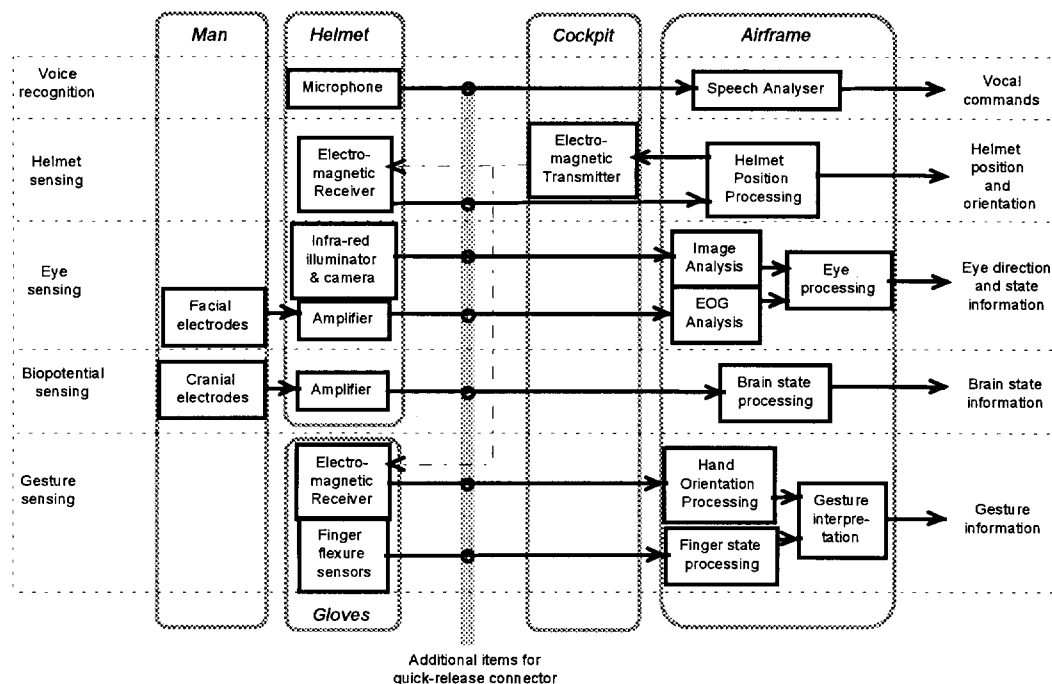 Man
Helmet
Cockpit
Airframe
Voice
recognition
Microphone
Speech Analyser
Vocal
commands
Helmet
sensing
Electro-
magnetic
Receiver
Electro-
magnetic
Transmitter
Helmet
Position
Processing
Helmet
position
and
orientation
Eye
sensing
Infra-red
illuminator
& camera
Image
Analysis
Eye
processing
Eye direction
and state
information
Facial
electrodes
Amplifier
EOG
Analysis
Biopotential
sensing
Cranial
electrodes
Amplifier
Brain state
processing
Brain state
information
Gesture
sensing
Electro-
magnetic
Receiver
Hand
Orientation
Processing
Gesture
interpre-
tation
Gesture
information
Finger
flexure
sensors
Finger state
processing
Gloves
Additional items for
quick-release connector